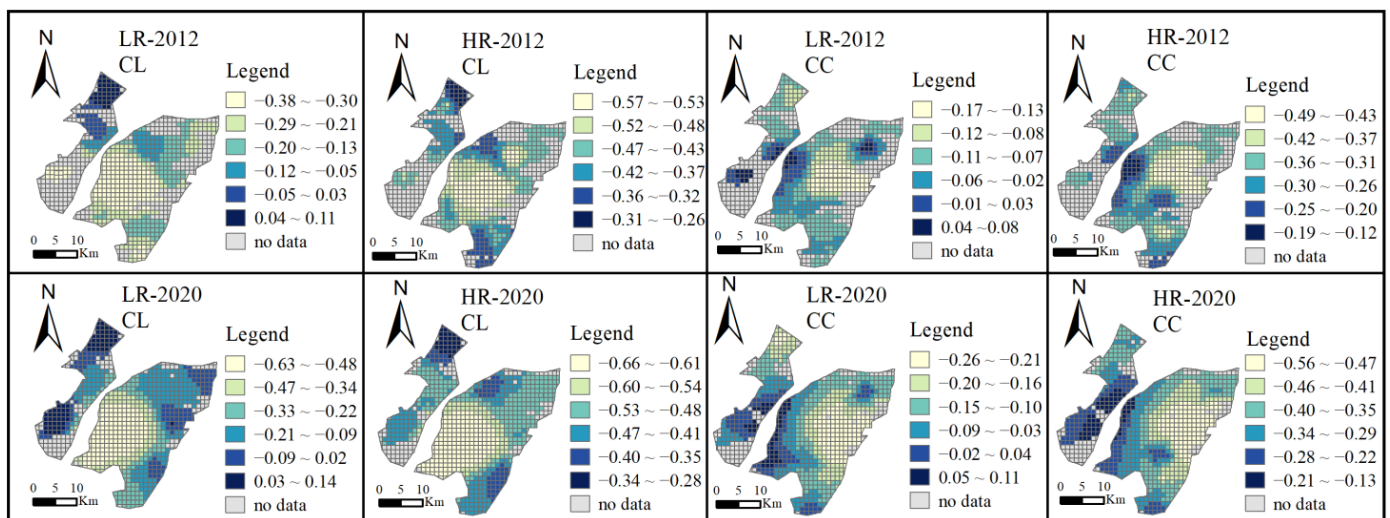 N
LR-2012
CL
Legend
−0.38 ~ −0.30
−0.29 ~ −0.21
−0.20 ~ −0.13
−0.12 ~ −0.05
−0.05 ~ 0.03
0.04 ~ 0.11
no data
0 5 10
Km
N
HR-2012
CL
Legend
−0.57 ~ −0.53
−0.52 ~ −0.48
−0.47 ~ −0.43
−0.42 ~ −0.37
−0.36 ~ −0.32
−0.31 ~ −0.26
no data
0 5 10
Km
N
LR-2012
CC
Legend
−0.17 ~ −0.13
−0.12 ~ −0.08
−0.11 ~ −0.07
−0.06 ~ −0.02
−0.01 ~ 0.03
0.04 ~0.08
no data
0 5 10
Km
N
HR-2012
CC
Legend
−0.49 ~ −0.43
−0.42 ~ −0.37
−0.36 ~ −0.31
−0.30 ~ −0.26
−0.25 ~ −0.20
−0.19 ~ −0.12
no data
0 5 10
Km
N
LR-2020
CL
Legend
−0.63 ~ −0.48
−0.47 ~ −0.34
−0.33 ~ −0.22
−0.21 ~ −0.09
−0.09 ~ 0.02
0.03 ~ 0.14
no data
0 5 10
Km
N
HR-2020
CL
Legend
−0.66 ~ −0.61
−0.60 ~ −0.54
−0.53 ~ −0.48
−0.47 ~ −0.41
−0.40 ~ −0.35
−0.34 ~ −0.28
no data
0 5 10
Km
N
LR-2020
CC
Legend
−0.26 ~ −0.21
−0.20 ~ −0.16
−0.15 ~ −0.10
−0.09 ~ −0.03
−0.02 ~ 0.04
0.05 ~ 0.11
no data
0 5 10
Km
N
HR-2020
CC
Legend
−0.56 ~ −0.47
−0.46 ~ −0.41
−0.40 ~ −0.35
−0.34 ~ −0.29
−0.28 ~ −0.22
−0.21 ~ −0.13
no data
0 5 10
Km